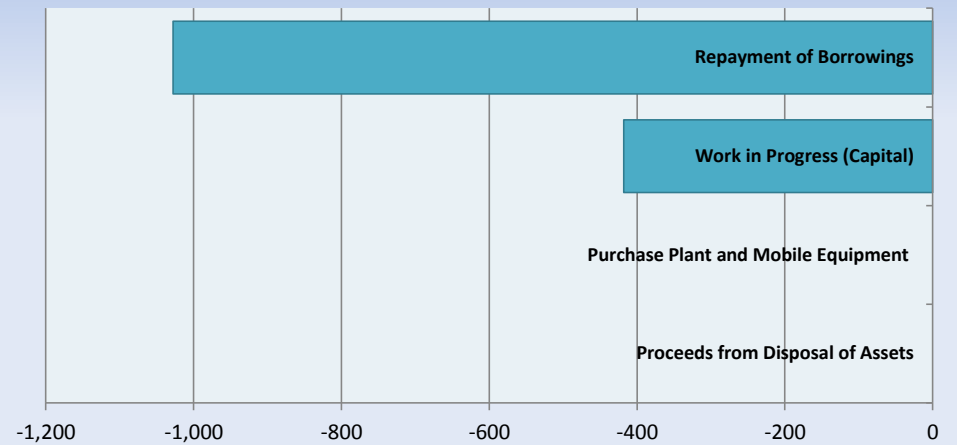 Repayment of Borrowings
Work in Progress (Capital)
Purchase Plant and Mobile Equipment
Proceeds from Disposal of Assets
-1,200 -1,000 -800 -600 -400 -200 0